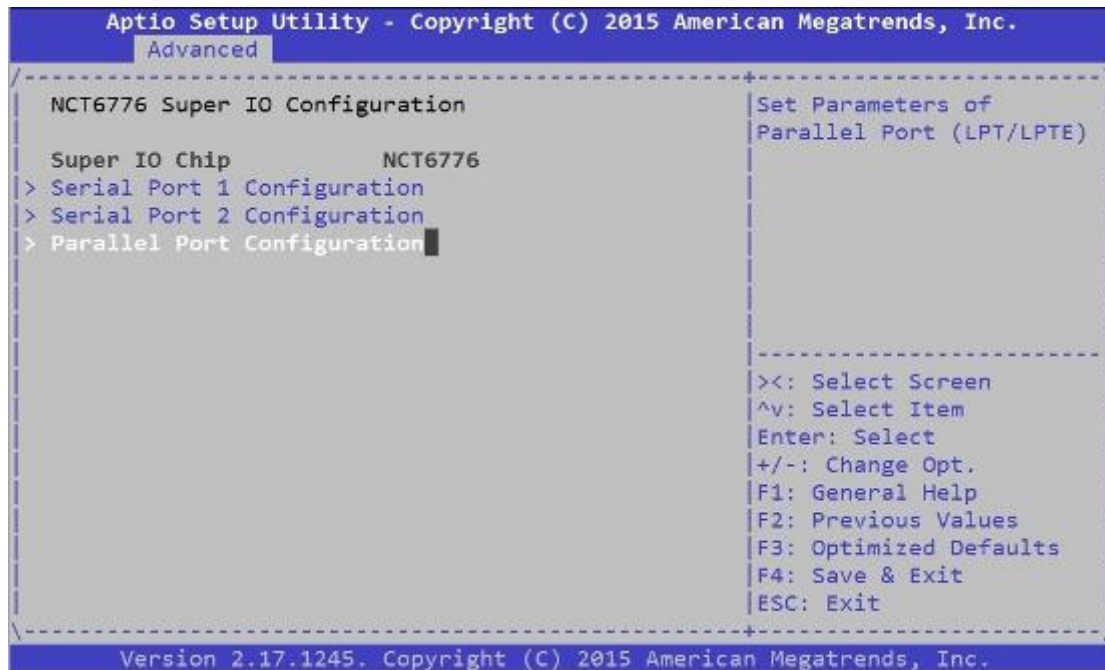 Aptio Setup Utility - Copyright (C) 2015 American Megatrends, Inc.
Advanced
NCT6776 Super IO Configuration
Super IO Chip NCT6776
> Serial Port 1 Configuration
> Serial Port 2 Configuration
> Parallel Port Configuration
Set Parameters of
Parallel Port (LPT/LPTE)
><: Select Screen
^v: Select Item
Enter: Select
+/-: Change Opt.
F1: General Help
F2: Previous Values
F3: Optimized Defaults
F4: Save & Exit
ESC: Exit
Version 2.17.1245. Copyright (C) 2015 American Megatrends, Inc.